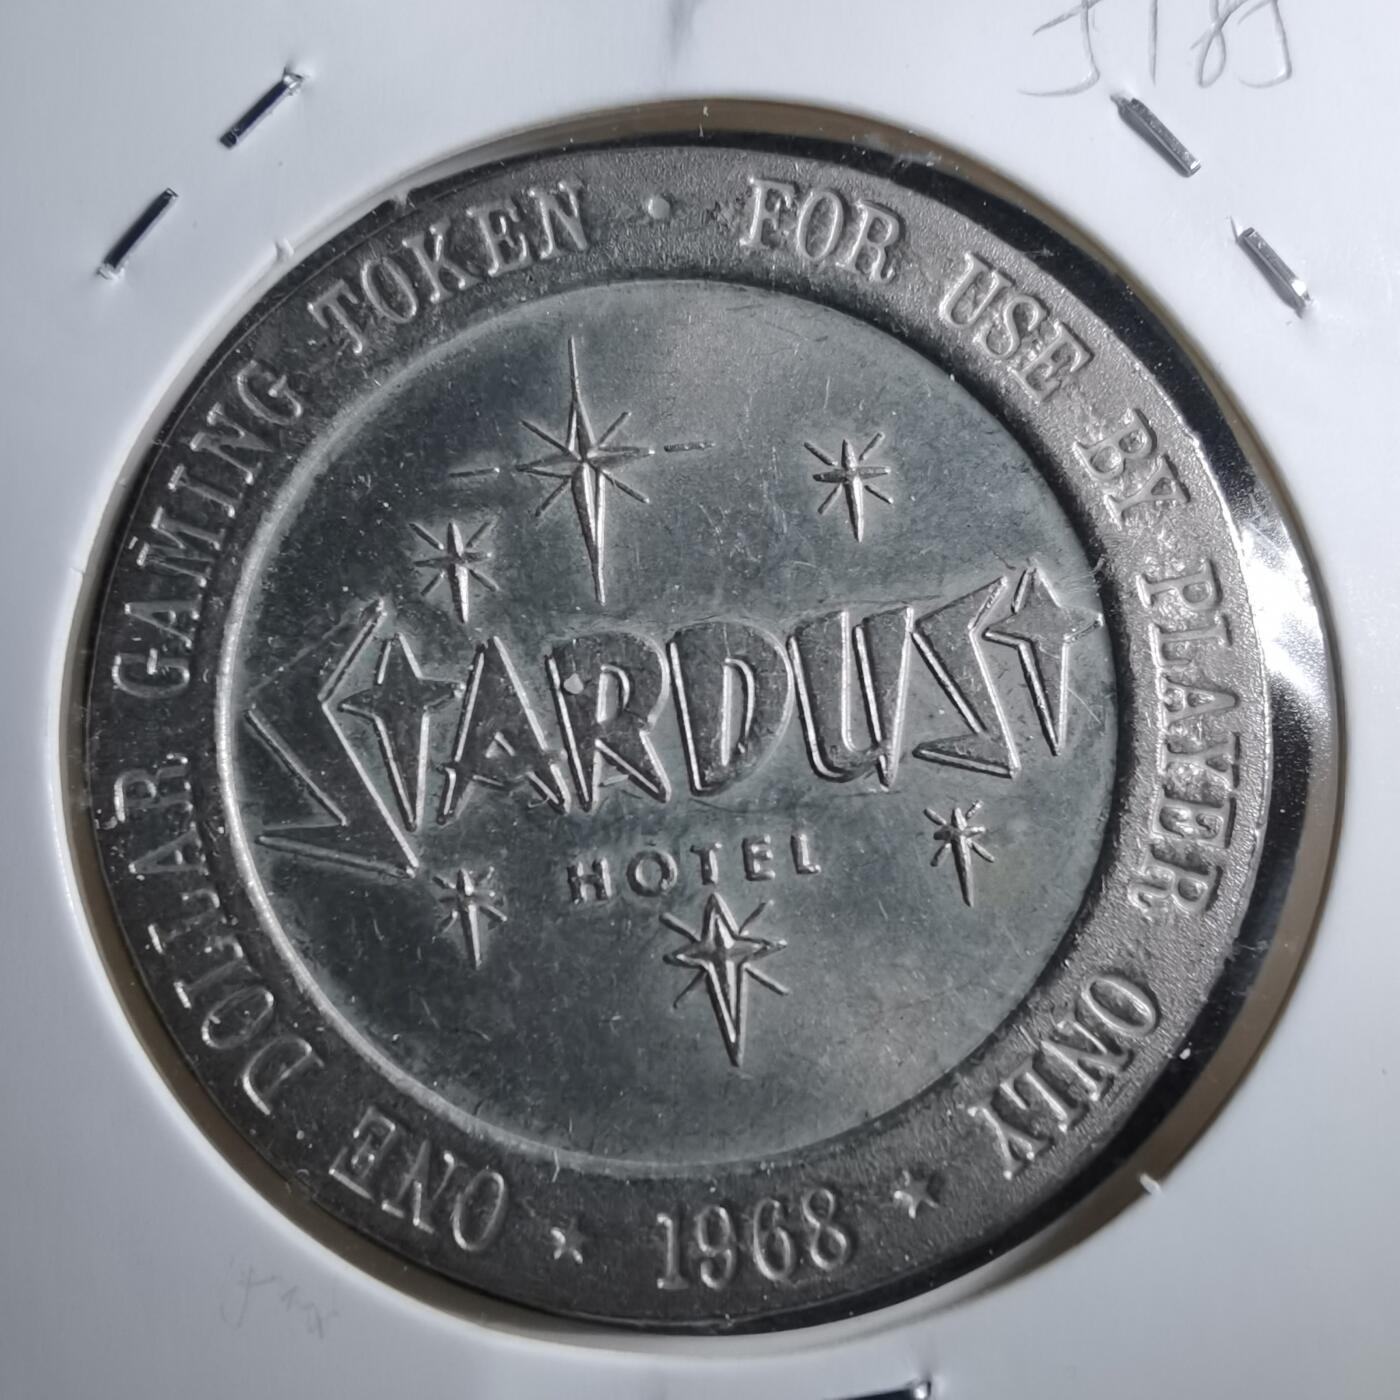 ONE DOLLAR GAMING TOKEN · FOR USE BY PLAYER ONLY
STARDUST
HOTEL
★ 1968 ★